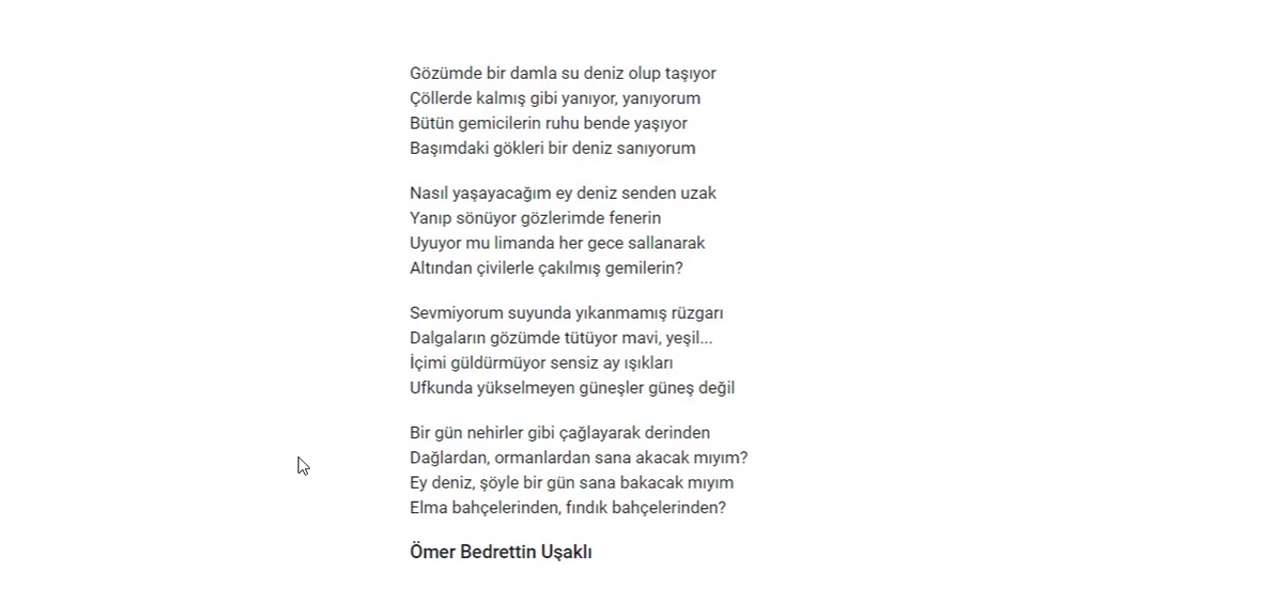 Gözümde bir damla su deniz olup taşıyor
Çöllerde kalmış gibi yanıyor, yanıyorum
Bütün gemicilerin ruhu bende yaşıyor
Başımdaki gökleri bir deniz sanıyorum
Nasıl yaşayacağım ey deniz senden uzak
Yanıp sönüyor gözlerimde fenerin
Uyuyor mu limanda her gece sallanarak
Altından çivilerle çakılmış gemilerin?
Sevmiyorum suyunda yıkanmamış rüzgarı
Dalgaların gözümde tütüyor mavi, yeşil...
İçimi güldürmüyor sensiz ay ışıkları
Ufkunda yükselmeyen güneşler güneş değil
Bir gün nehirler gibi çağlayarak derinden
Dağlardan, ormanlardan sana akacak mıyım?
Ey deniz, şöyle bir gün sana bakacak mıyım
Elma bahçelerinden, fındık bahçelerinden?
Ömer Bedrettin Uşaklı